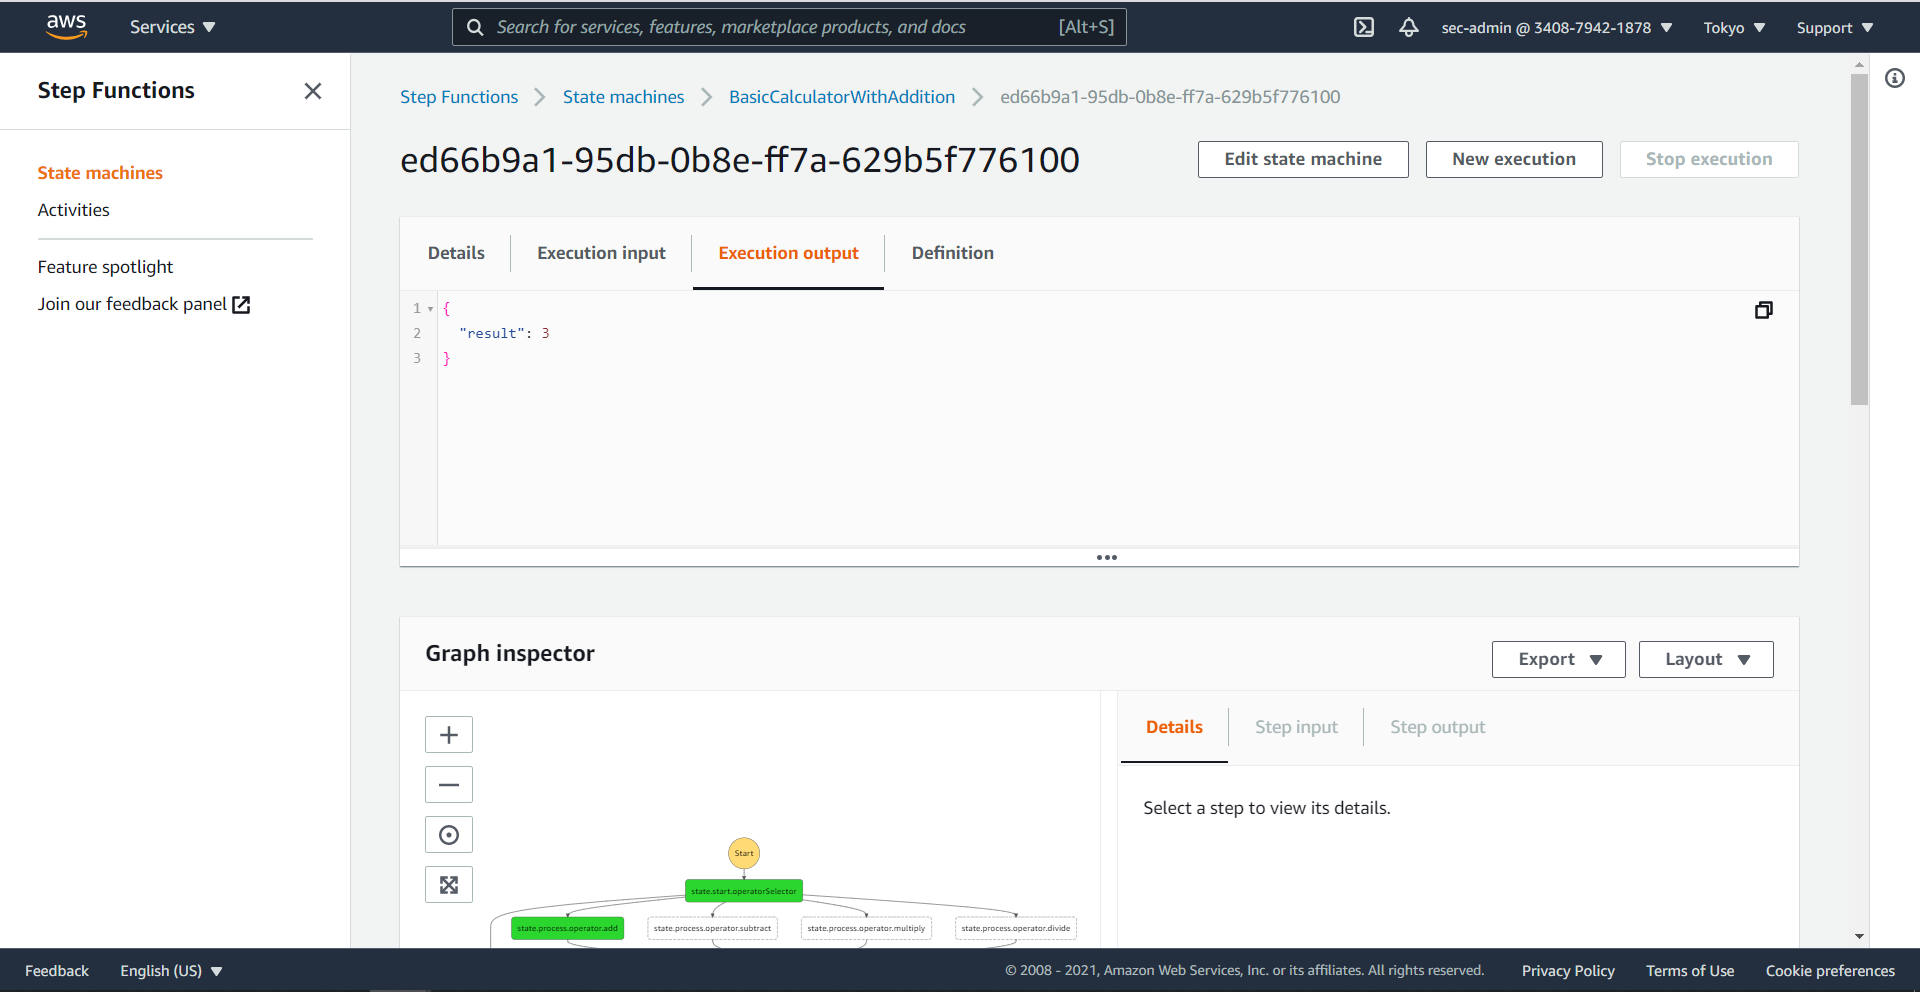 aws
Services
Search for services, features, marketplace products, and docs [Alt+S]
sec-admin @ 3408-7942-1878
Tokyo
Support
Step Functions
State machines
Activities
Feature spotlight
Join our feedback panel
Step Functions > State machines > BasicCalculatorWithAddition > ed66b9a1-95db-0b8e-ff7a-629b5f776100
ed66b9a1-95db-0b8e-ff7a-629b5f776100
Edit state machine
New execution
Stop execution
Details
Execution input
Execution output
Definition
1 {
2 "result": 3
3 }
Graph inspector
Export
Layout
Start
state.start.operatorSelector
state.process.operator.add
state.process.operator.subtract
state.process.operator.multiply
state.process.operator.divide
Details
Step input
Step output
Select a step to view its details.
Feedback
English (US)
© 2008 - 2021, Amazon Web Services, Inc. or its affiliates. All rights reserved.
Privacy Policy
Terms of Use
Cookie preferences